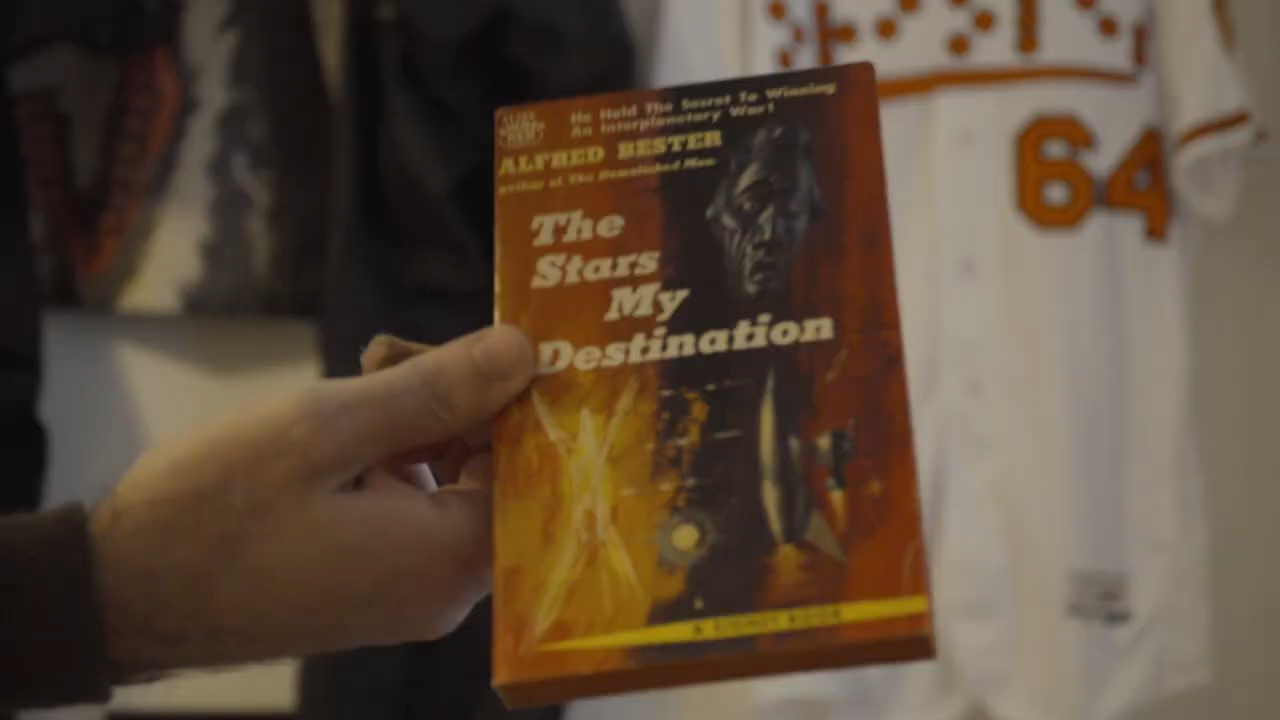 He Held The Secret To Winning
An Interplanetary War!
ALFRED BESTER
author of The Demolished Man
The
Stars
My
Destination
A SIGNET BOOK
64